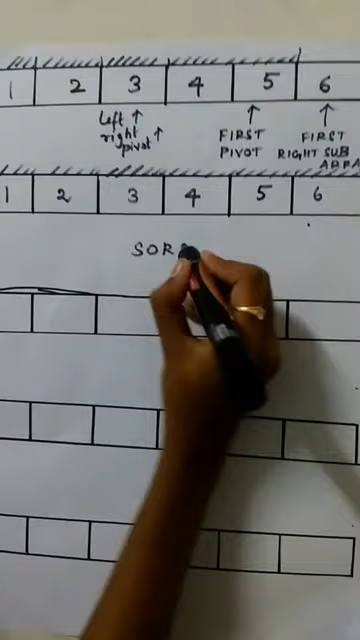 1 2 3 4 5 6
Left ↑ ↑ ↑
right ↑ FIRST FIRST
pivot PIVOT RIGHT SUB
ARRA
1 2 3 4 5 6
SOR